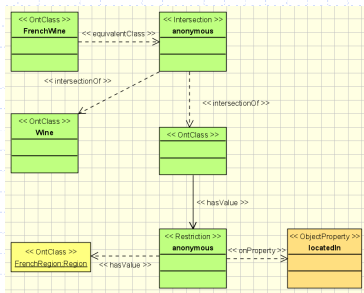 << OntClass >>
FrenchWine
<< equivalentClass >>
<< Intersection >>
anonymous
<< intersectionOf >>
<< intersectionOf >>
<< OntClass >>
Wine
<< OntClass >>
<< hasValue >>
<< Restriction >>
anonymous
<< onProperty >>
<< ObjectProperty >>
locatedIn
<< OntClass >>
FrenchRegion:Region
<< hasValue >>